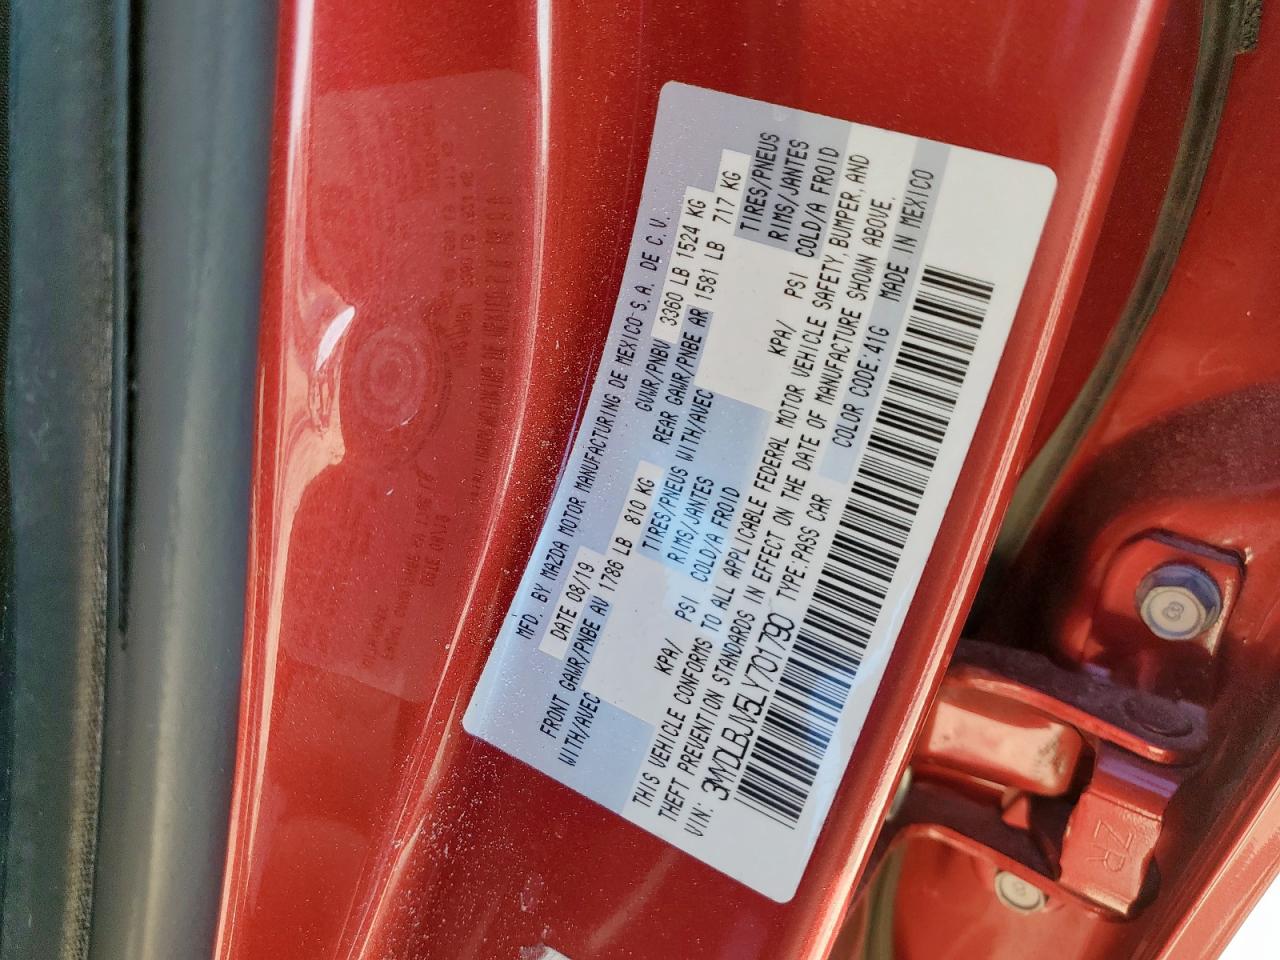 MFD. BY MAZDA MOTOR MANUFACTURING DE MEXICO S.A. DE C.V.
DATE 08/19 GVWR/PNBV 3360 LB 1524 KG
FRONT GAWR/PNBE AV 1786 LB 810 KG REAR GAWR/PNBE AR 1581 LB 717 KG
WITH/AVEC TIRES/PNEUS WITH/AVEC TIRES/PNEUS
RIMS/JANTES RIMS/JANTES
KPA/ PSI COLD/A FROID KPA/ PSI COLD/A FROID
THIS VEHICLE CONFORMS TO ALL APPLICABLE FEDERAL MOTOR VEHICLE SAFETY, BUMPER, AND
THEFT PREVENTION STANDARDS IN EFFECT ON THE DATE OF MANUFACTURE SHOWN ABOVE.
VIN: 3MYDLBJV5LY701790 TYPE:PASS CAR COLOR CODE:41G MADE IN MEXICO
ZR